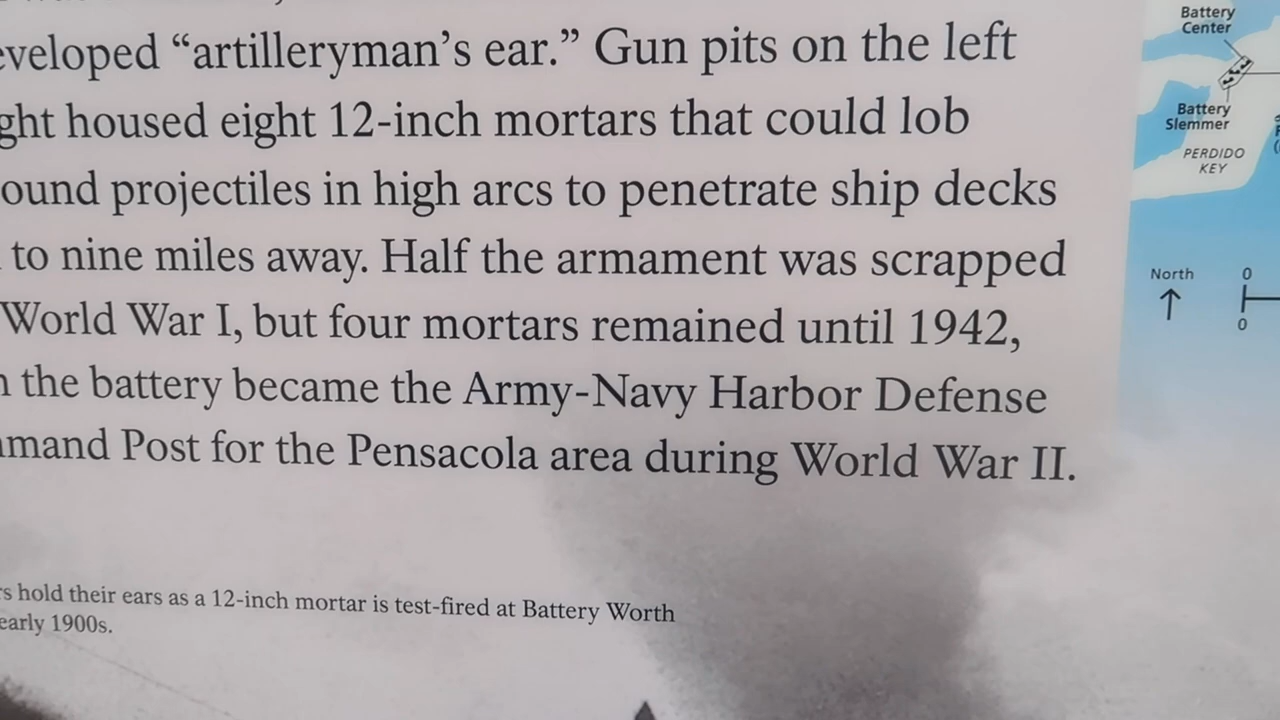 eveloped “artilleryman’s ear.” Gun pits on the left
ght housed eight 12-inch mortars that could lob
ound projectiles in high arcs to penetrate ship decks
to nine miles away. Half the armament was scrapped
World War I, but four mortars remained until 1942,
the battery became the Army-Navy Harbor Defense
mmand Post for the Pensacola area during World War II.
rs hold their ears as a 12-inch mortar is test-fired at Battery Worth
early 1900s.
Battery
Center
Battery
Slemmer
PERDIDO
KEY
North
0
0